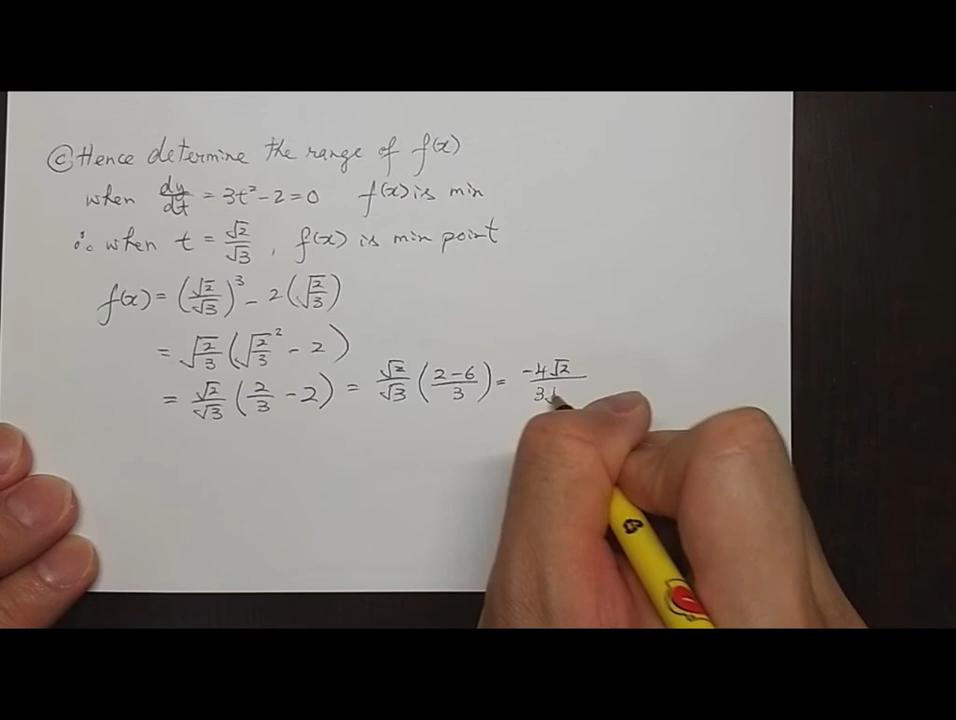 ⓒ Hence determine the range of f(x)
when dy/dt = 3t² - 2 = 0 f(x) is min
∴ when t = √2/√3 , f(x) is min point
f(x) = (√2/√3)³ - 2(√(2/3))
= √(2/3) (√(2/3)² - 2)
= √2/√3 (2/3 - 2) = √2/√3 ((2-6)/3) = -4√2/3√